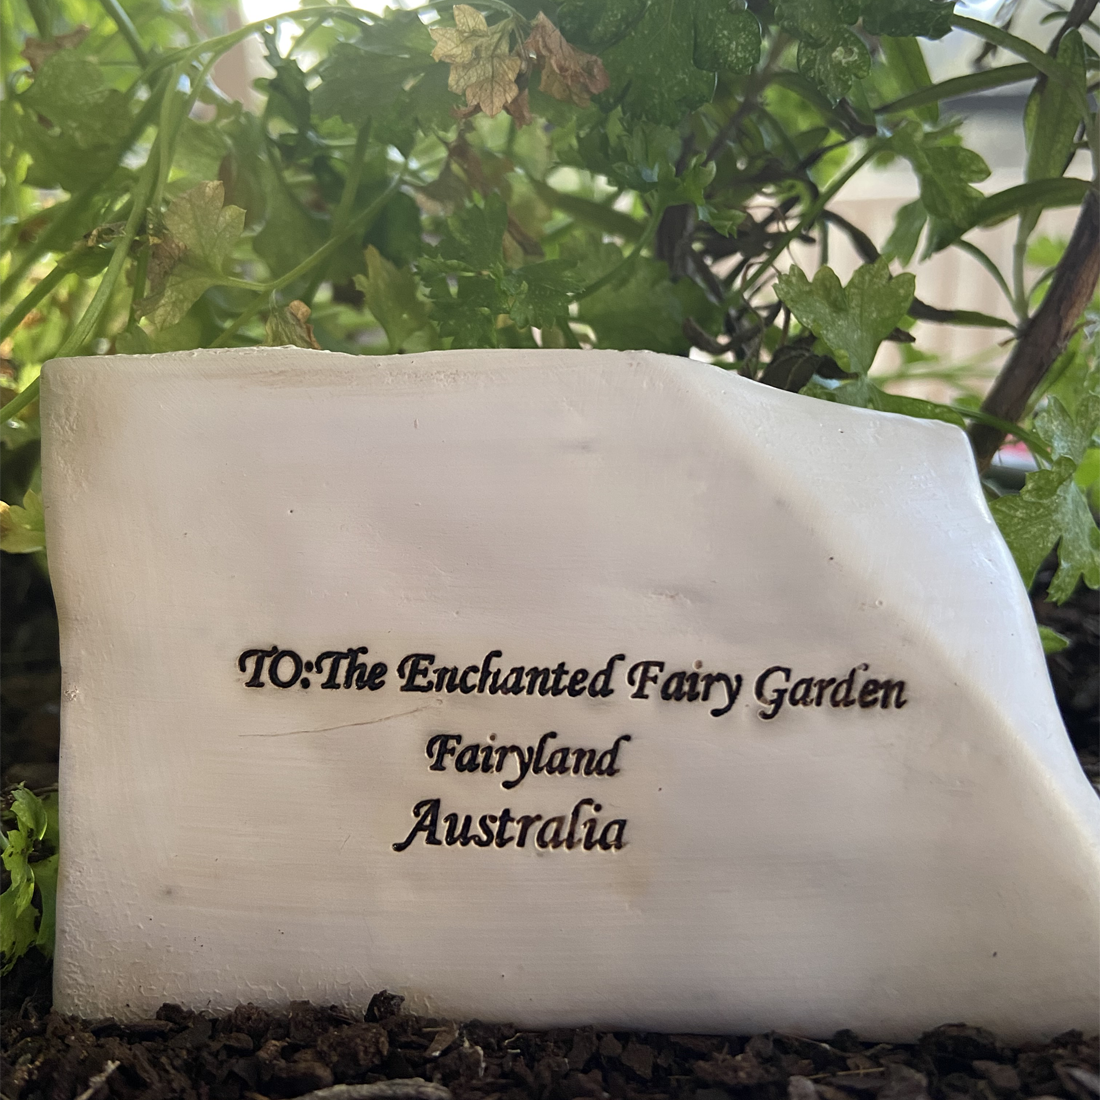 TO:The Enchanted Fairy Garden
Fairyland
Australia